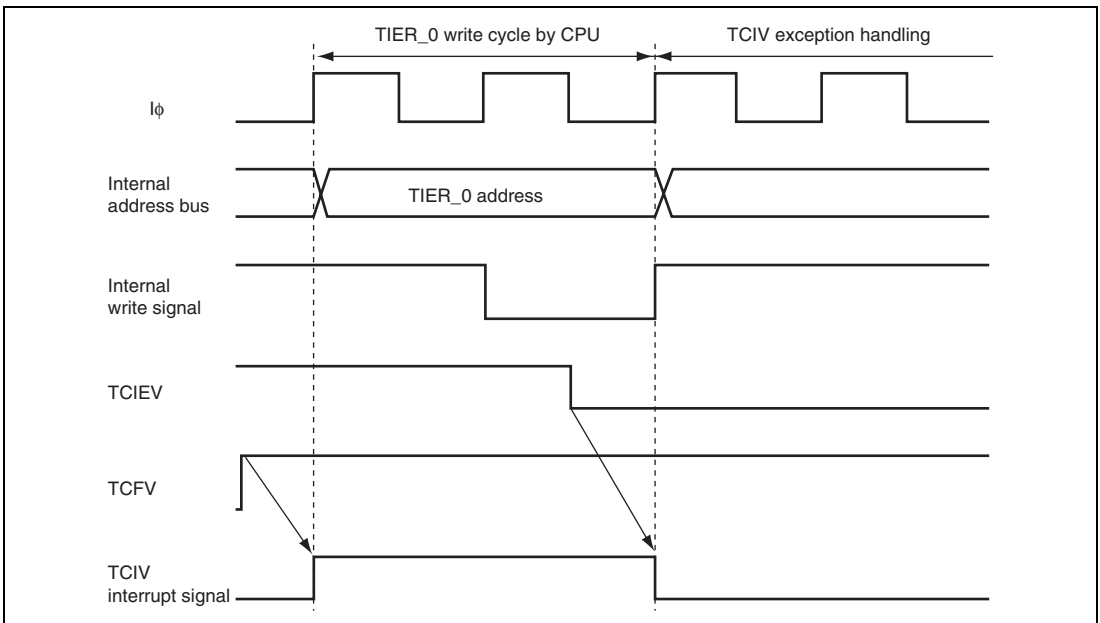 TIER_0 write cycle by CPU
TCIV exception handling
Iϕ
Internal
address bus
TIER_0 address
Internal
write signal
TCIEV
TCFV
TCIV
interrupt signal